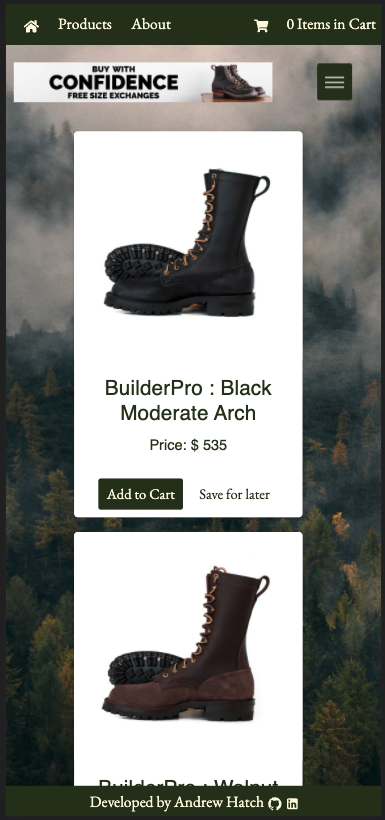 Products About 0 Items in Cart
BUY WITH
CONFIDENCE
FREE SIZE EXCHANGES
BuilderPro : Black
Moderate Arch
Price: $ 535
Add to Cart Save for later
BuilderPro : Walnut
Developed by Andrew Hatch